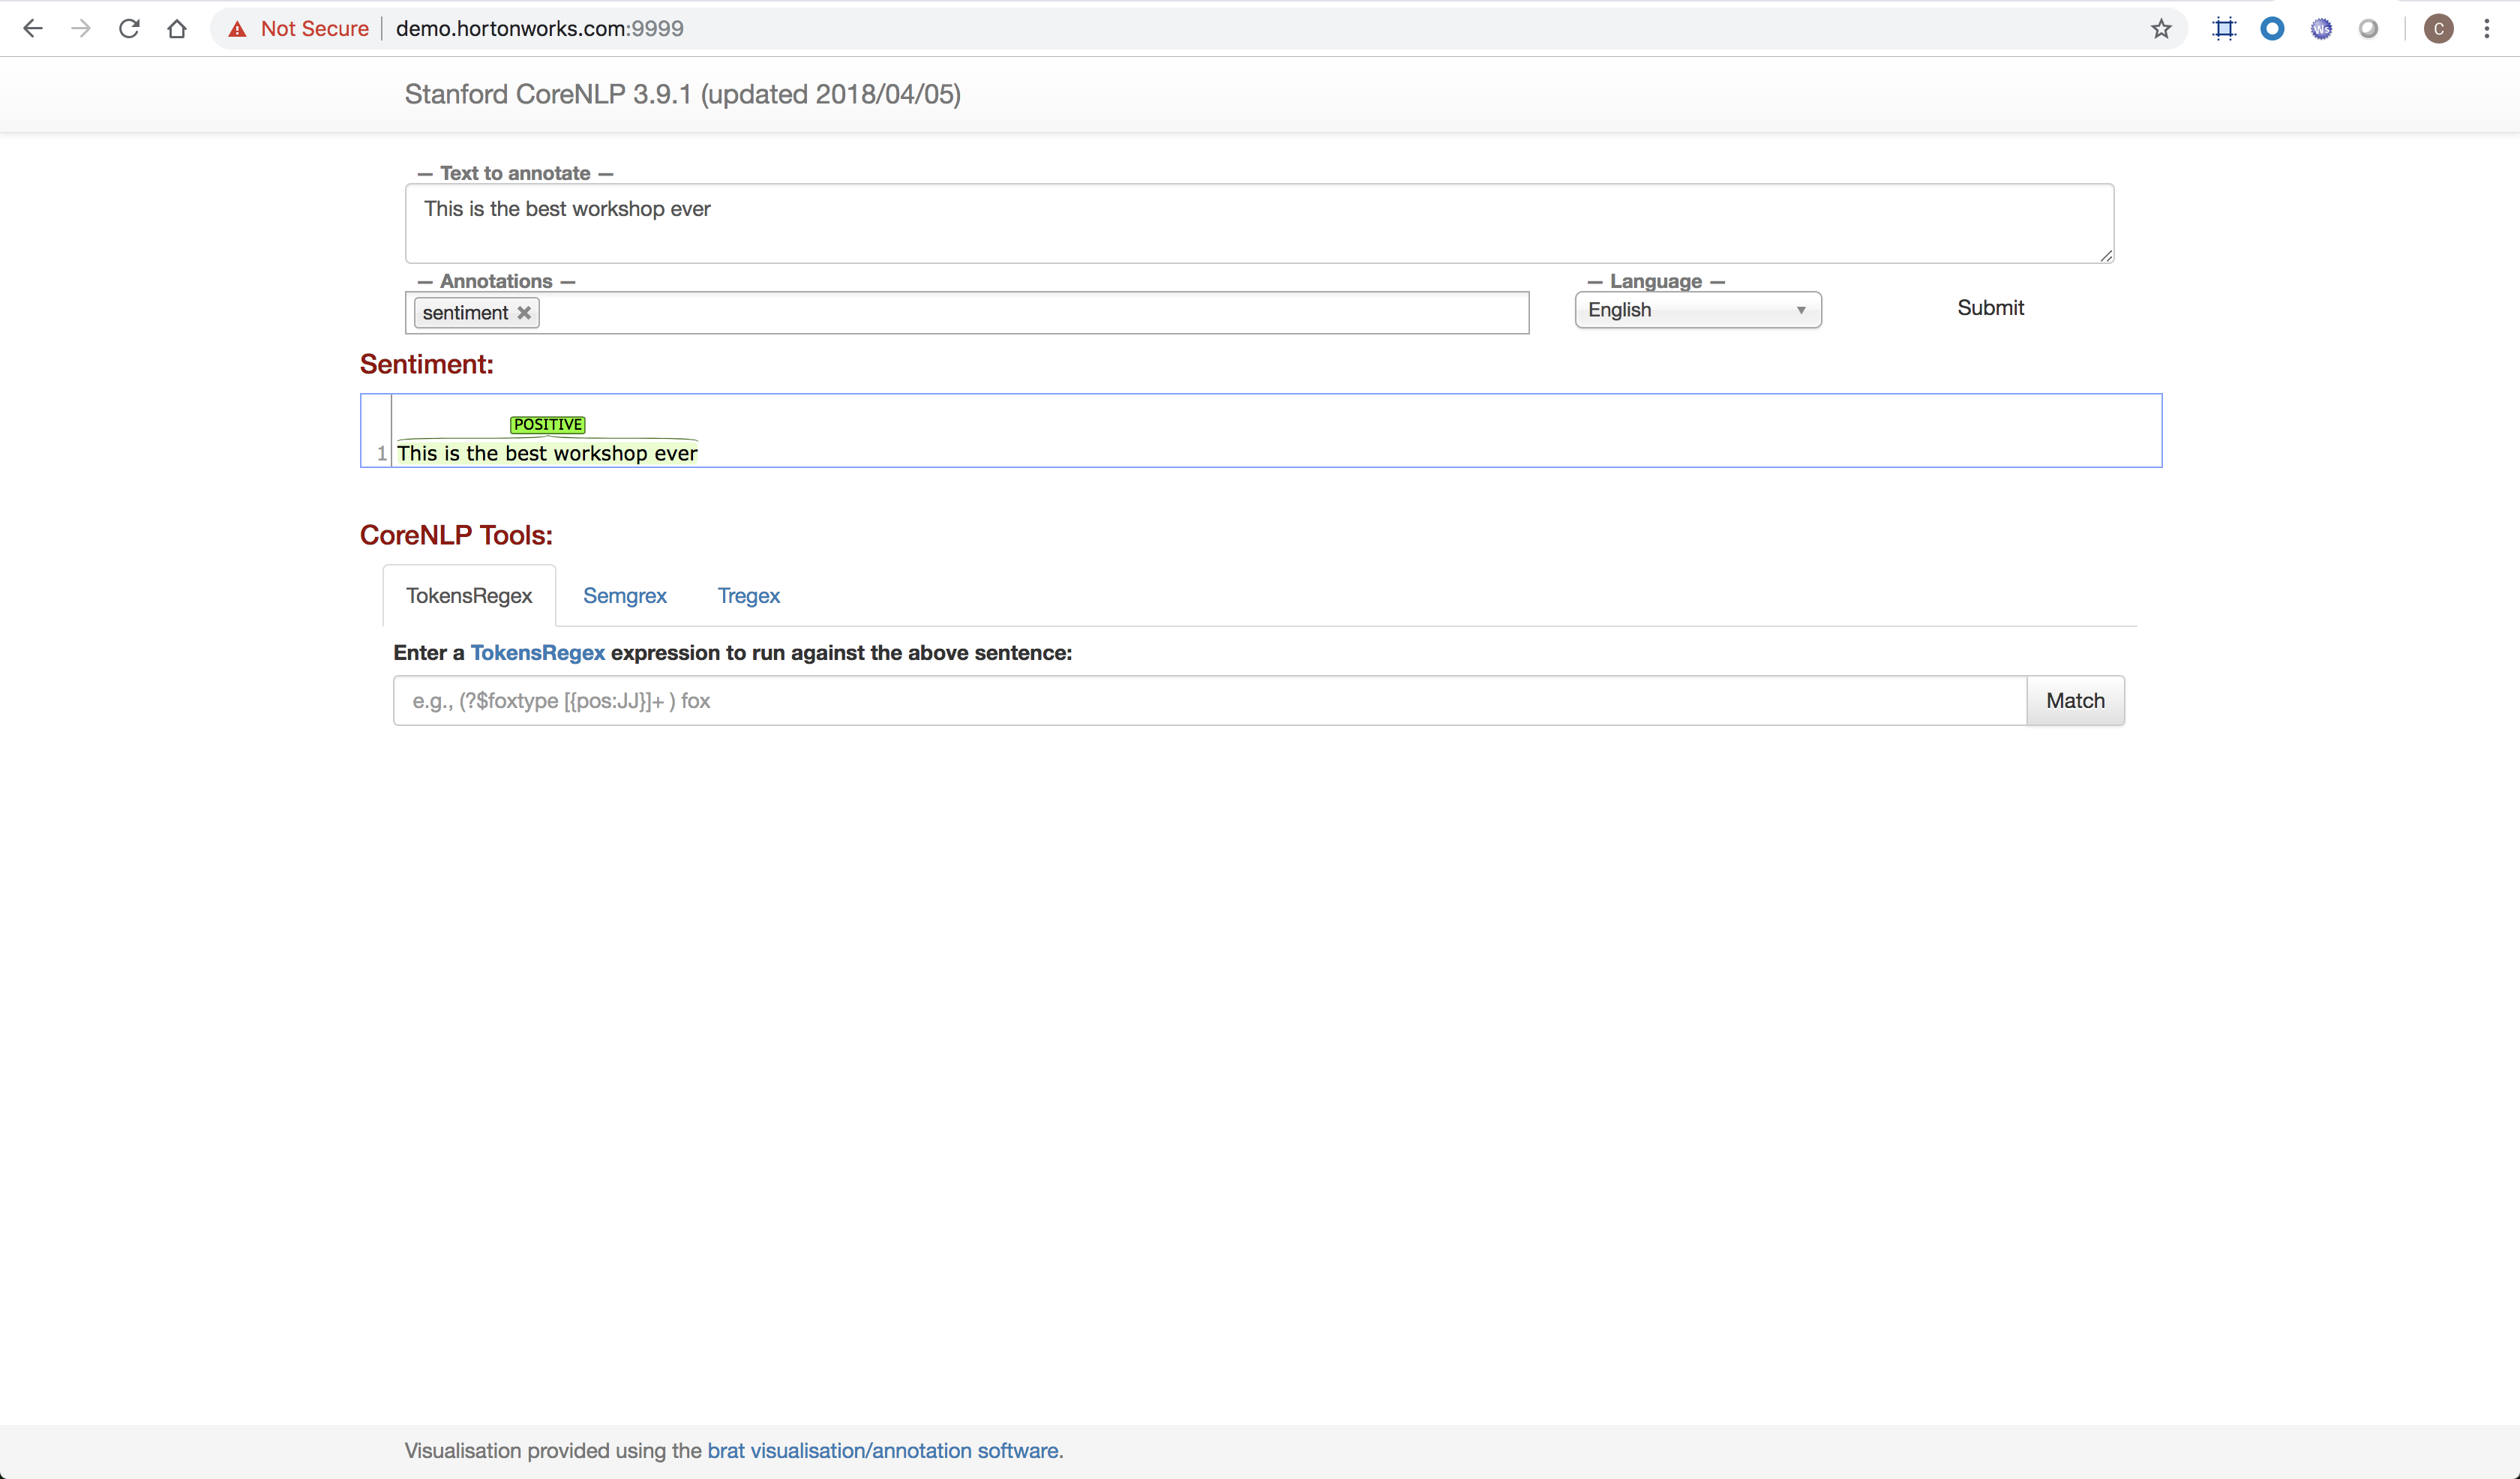 Not Secure | demo.hortonworks.com:9999
WS
C
Stanford CoreNLP 3.9.1 (updated 2018/04/05)
— Text to annotate —
This is the best workshop ever
— Annotations — — Language —
sentiment × English ▼ Submit
Sentiment:
POSITIVE
1 This is the best workshop ever
CoreNLP Tools:
TokensRegex Semgrex Tregex
Enter a TokensRegex expression to run against the above sentence:
e.g., (?$foxtype [{pos:JJ}]+ ) fox Match
Visualisation provided using the brat visualisation/annotation software.